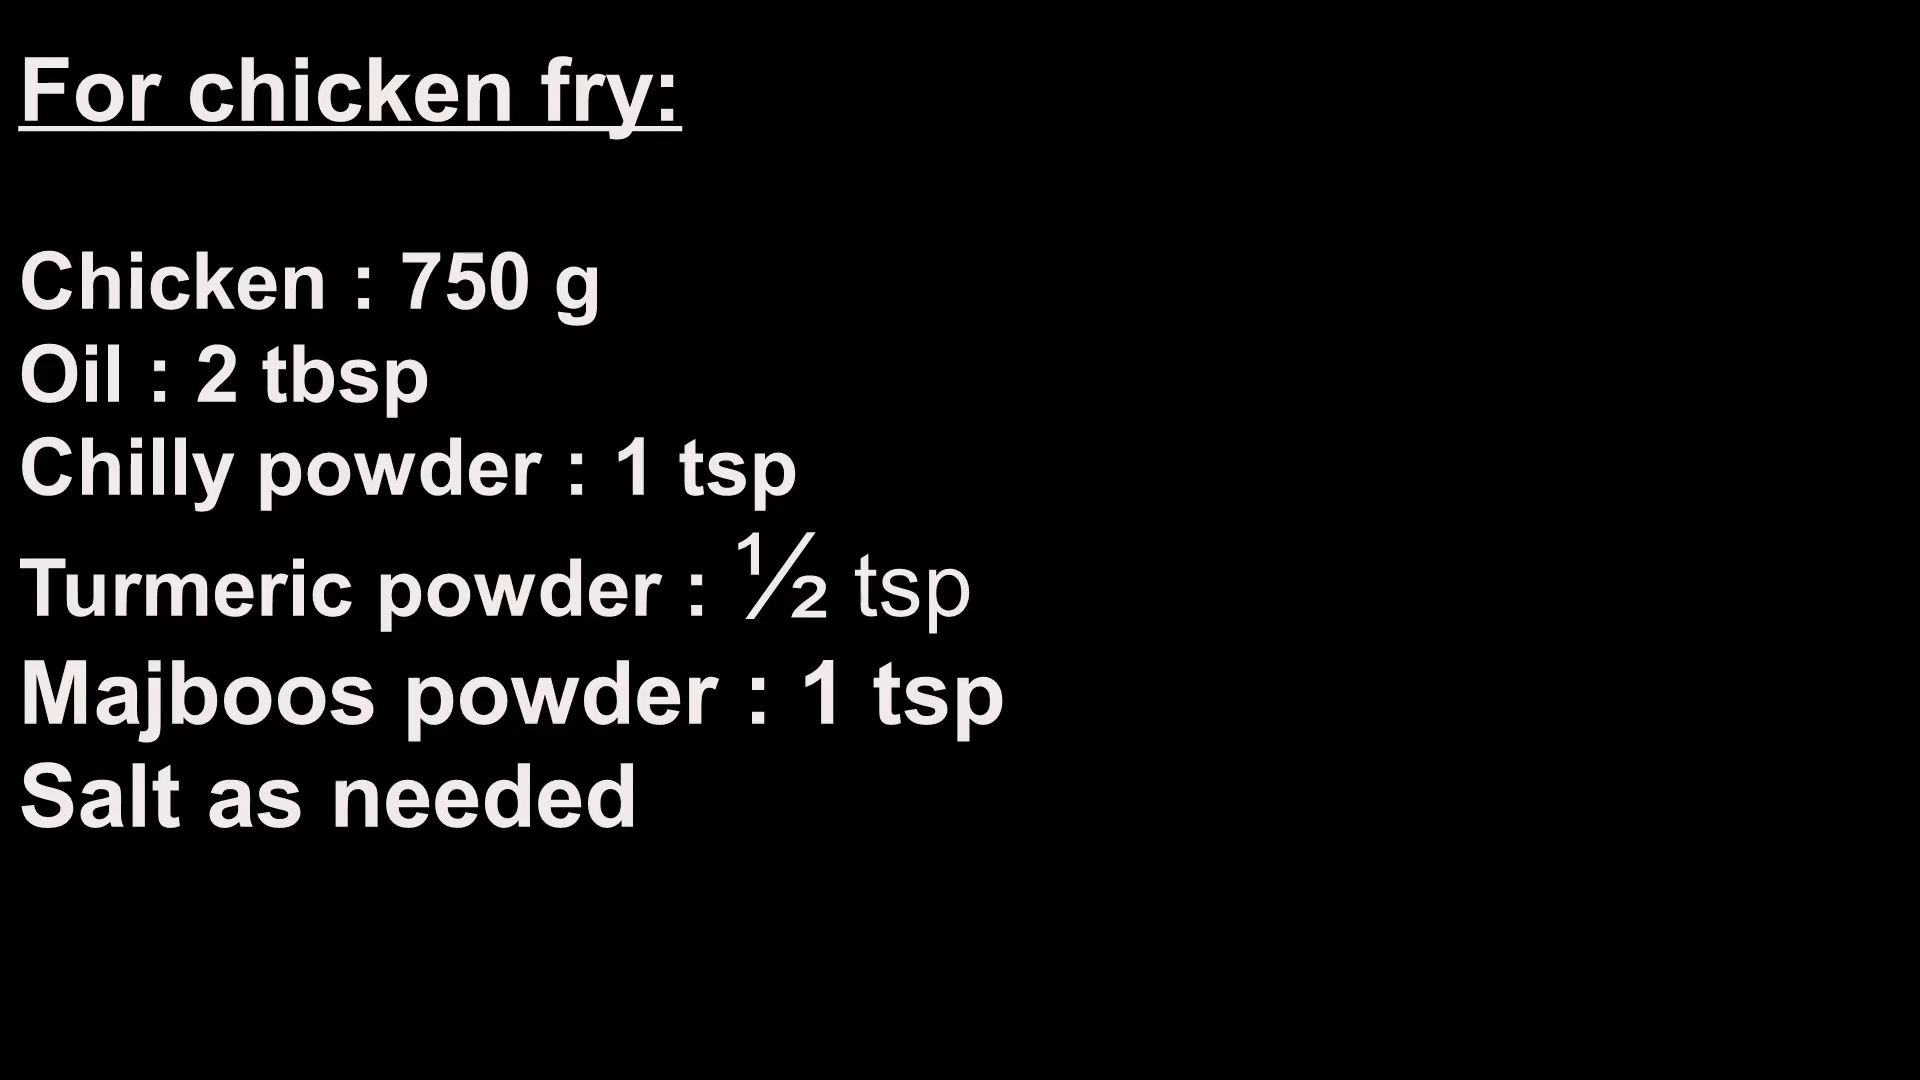 For chicken fry:
Chicken : 750 g
Oil : 2 tbsp
Chilly powder : 1 tsp
Turmeric powder : ½ tsp
Majboos powder : 1 tsp
Salt as needed